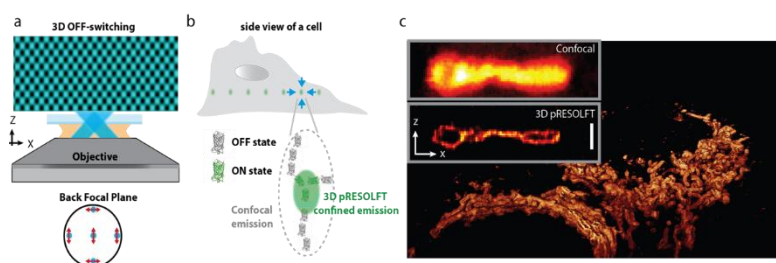 a
3D OFF-switching
Z
X
Objective
Back Focal Plane
b
side view of a cell
OFF state
ON state
Confocal
emission
3D pRESOLFT
confined emission
c
Confocal
3D pRESOLFT
Z
X